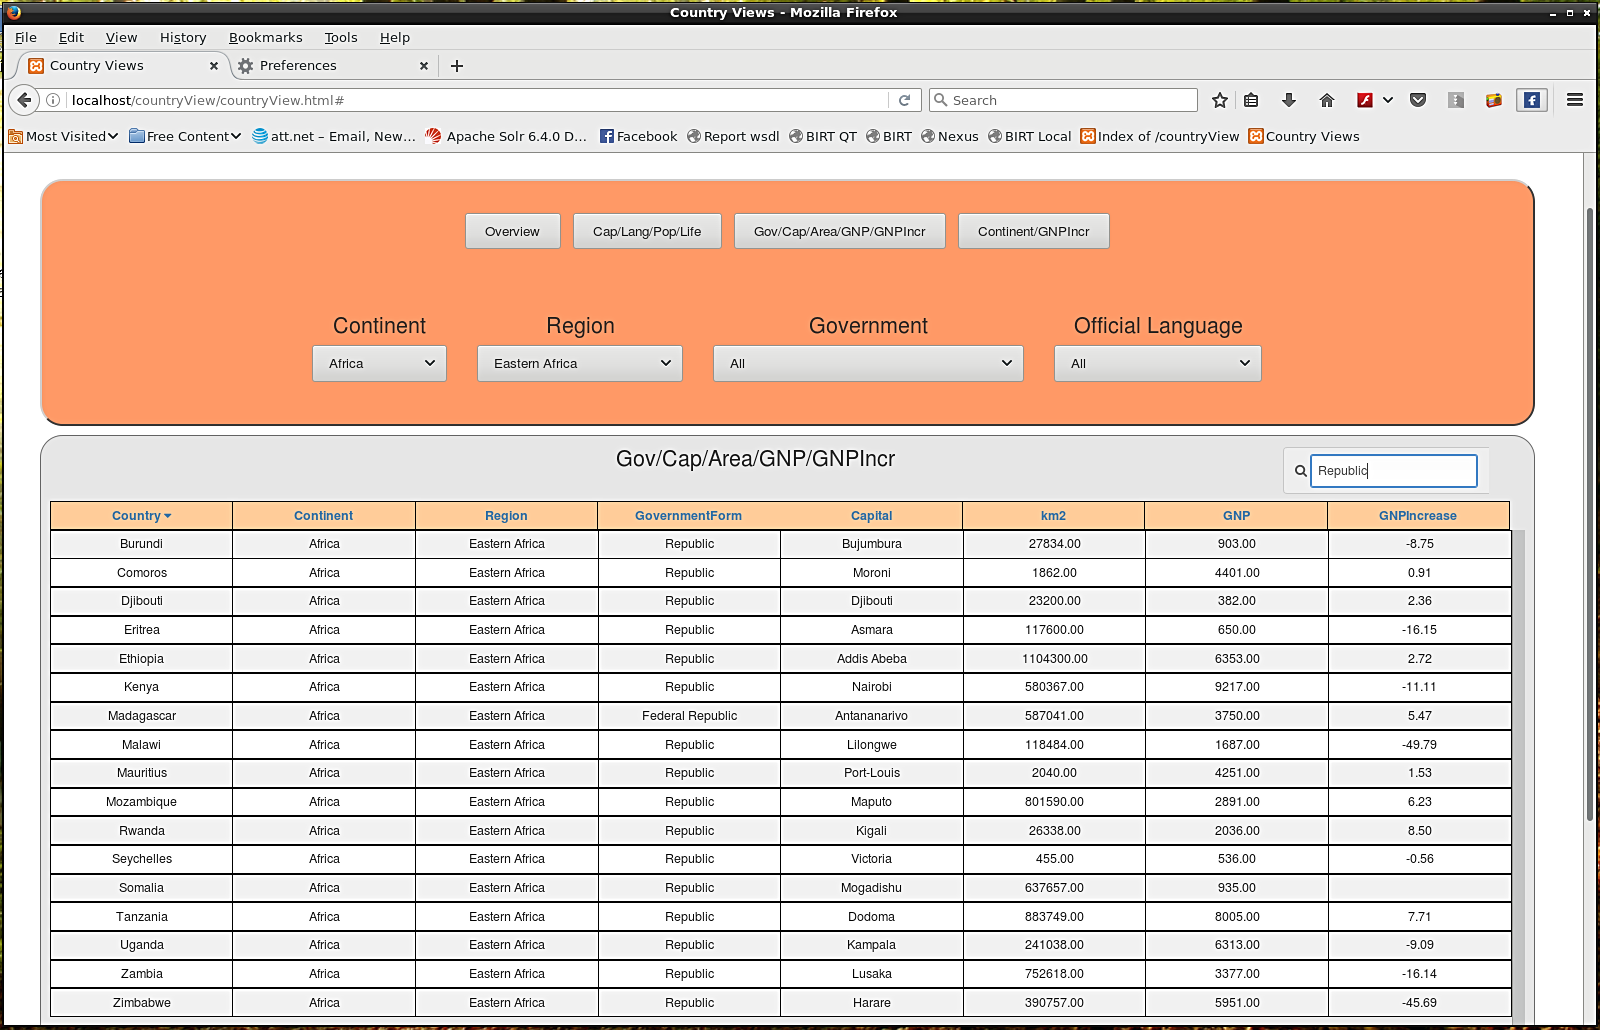 Country Views - Mozilla Firefox
File Edit View History Bookmarks Tools Help
Country Views Preferences
localhost/countryView/countryView.html# Search
Most Visited Free Content att.net – Email, New... Apache Solr 6.4.0 D... Facebook Report wsdl BIRT QT BIRT Nexus BIRT Local Index of /countryView Country Views
Overview Cap/Lang/Pop/Life Gov/Cap/Area/GNP/GNPIncr Continent/GNPIncr
Continent Region Government Official Language
Africa Eastern Africa All All
Gov/Cap/Area/GNP/GNPIncr
Republic
Country Continent Region GovernmentForm Capital km2 GNP GNPIncrease
Burundi Africa Eastern Africa Republic Bujumbura 27834.00 903.00 -8.75
Comoros Africa Eastern Africa Republic Moroni 1862.00 4401.00 0.91
Djibouti Africa Eastern Africa Republic Djibouti 23200.00 382.00 2.36
Eritrea Africa Eastern Africa Republic Asmara 117600.00 650.00 -16.15
Ethiopia Africa Eastern Africa Republic Addis Abeba 1104300.00 6353.00 2.72
Kenya Africa Eastern Africa Republic Nairobi 580367.00 9217.00 -11.11
Madagascar Africa Eastern Africa Federal Republic Antananarivo 587041.00 3750.00 5.47
Malawi Africa Eastern Africa Republic Lilongwe 118484.00 1687.00 -49.79
Mauritius Africa Eastern Africa Republic Port-Louis 2040.00 4251.00 1.53
Mozambique Africa Eastern Africa Republic Maputo 801590.00 2891.00 6.23
Rwanda Africa Eastern Africa Republic Kigali 26338.00 2036.00 8.50
Seychelles Africa Eastern Africa Republic Victoria 455.00 536.00 -0.56
Somalia Africa Eastern Africa Republic Mogadishu 637657.00 935.00
Tanzania Africa Eastern Africa Republic Dodoma 883749.00 8005.00 7.71
Uganda Africa Eastern Africa Republic Kampala 241038.00 6313.00 -9.09
Zambia Africa Eastern Africa Republic Lusaka 752618.00 3377.00 -16.14
Zimbabwe Africa Eastern Africa Republic Harare 390757.00 5951.00 -45.69